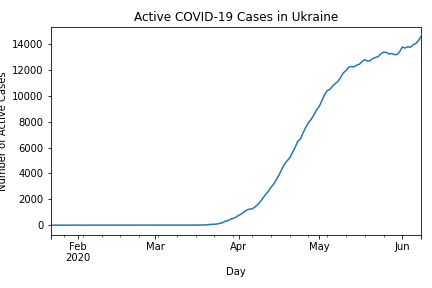 Active COVID-19 Cases in Ukraine
Number of Active Cases
14000
12000
10000
8000
6000
4000
2000
0
Feb
2020
Mar
Apr
May
Jun
Day